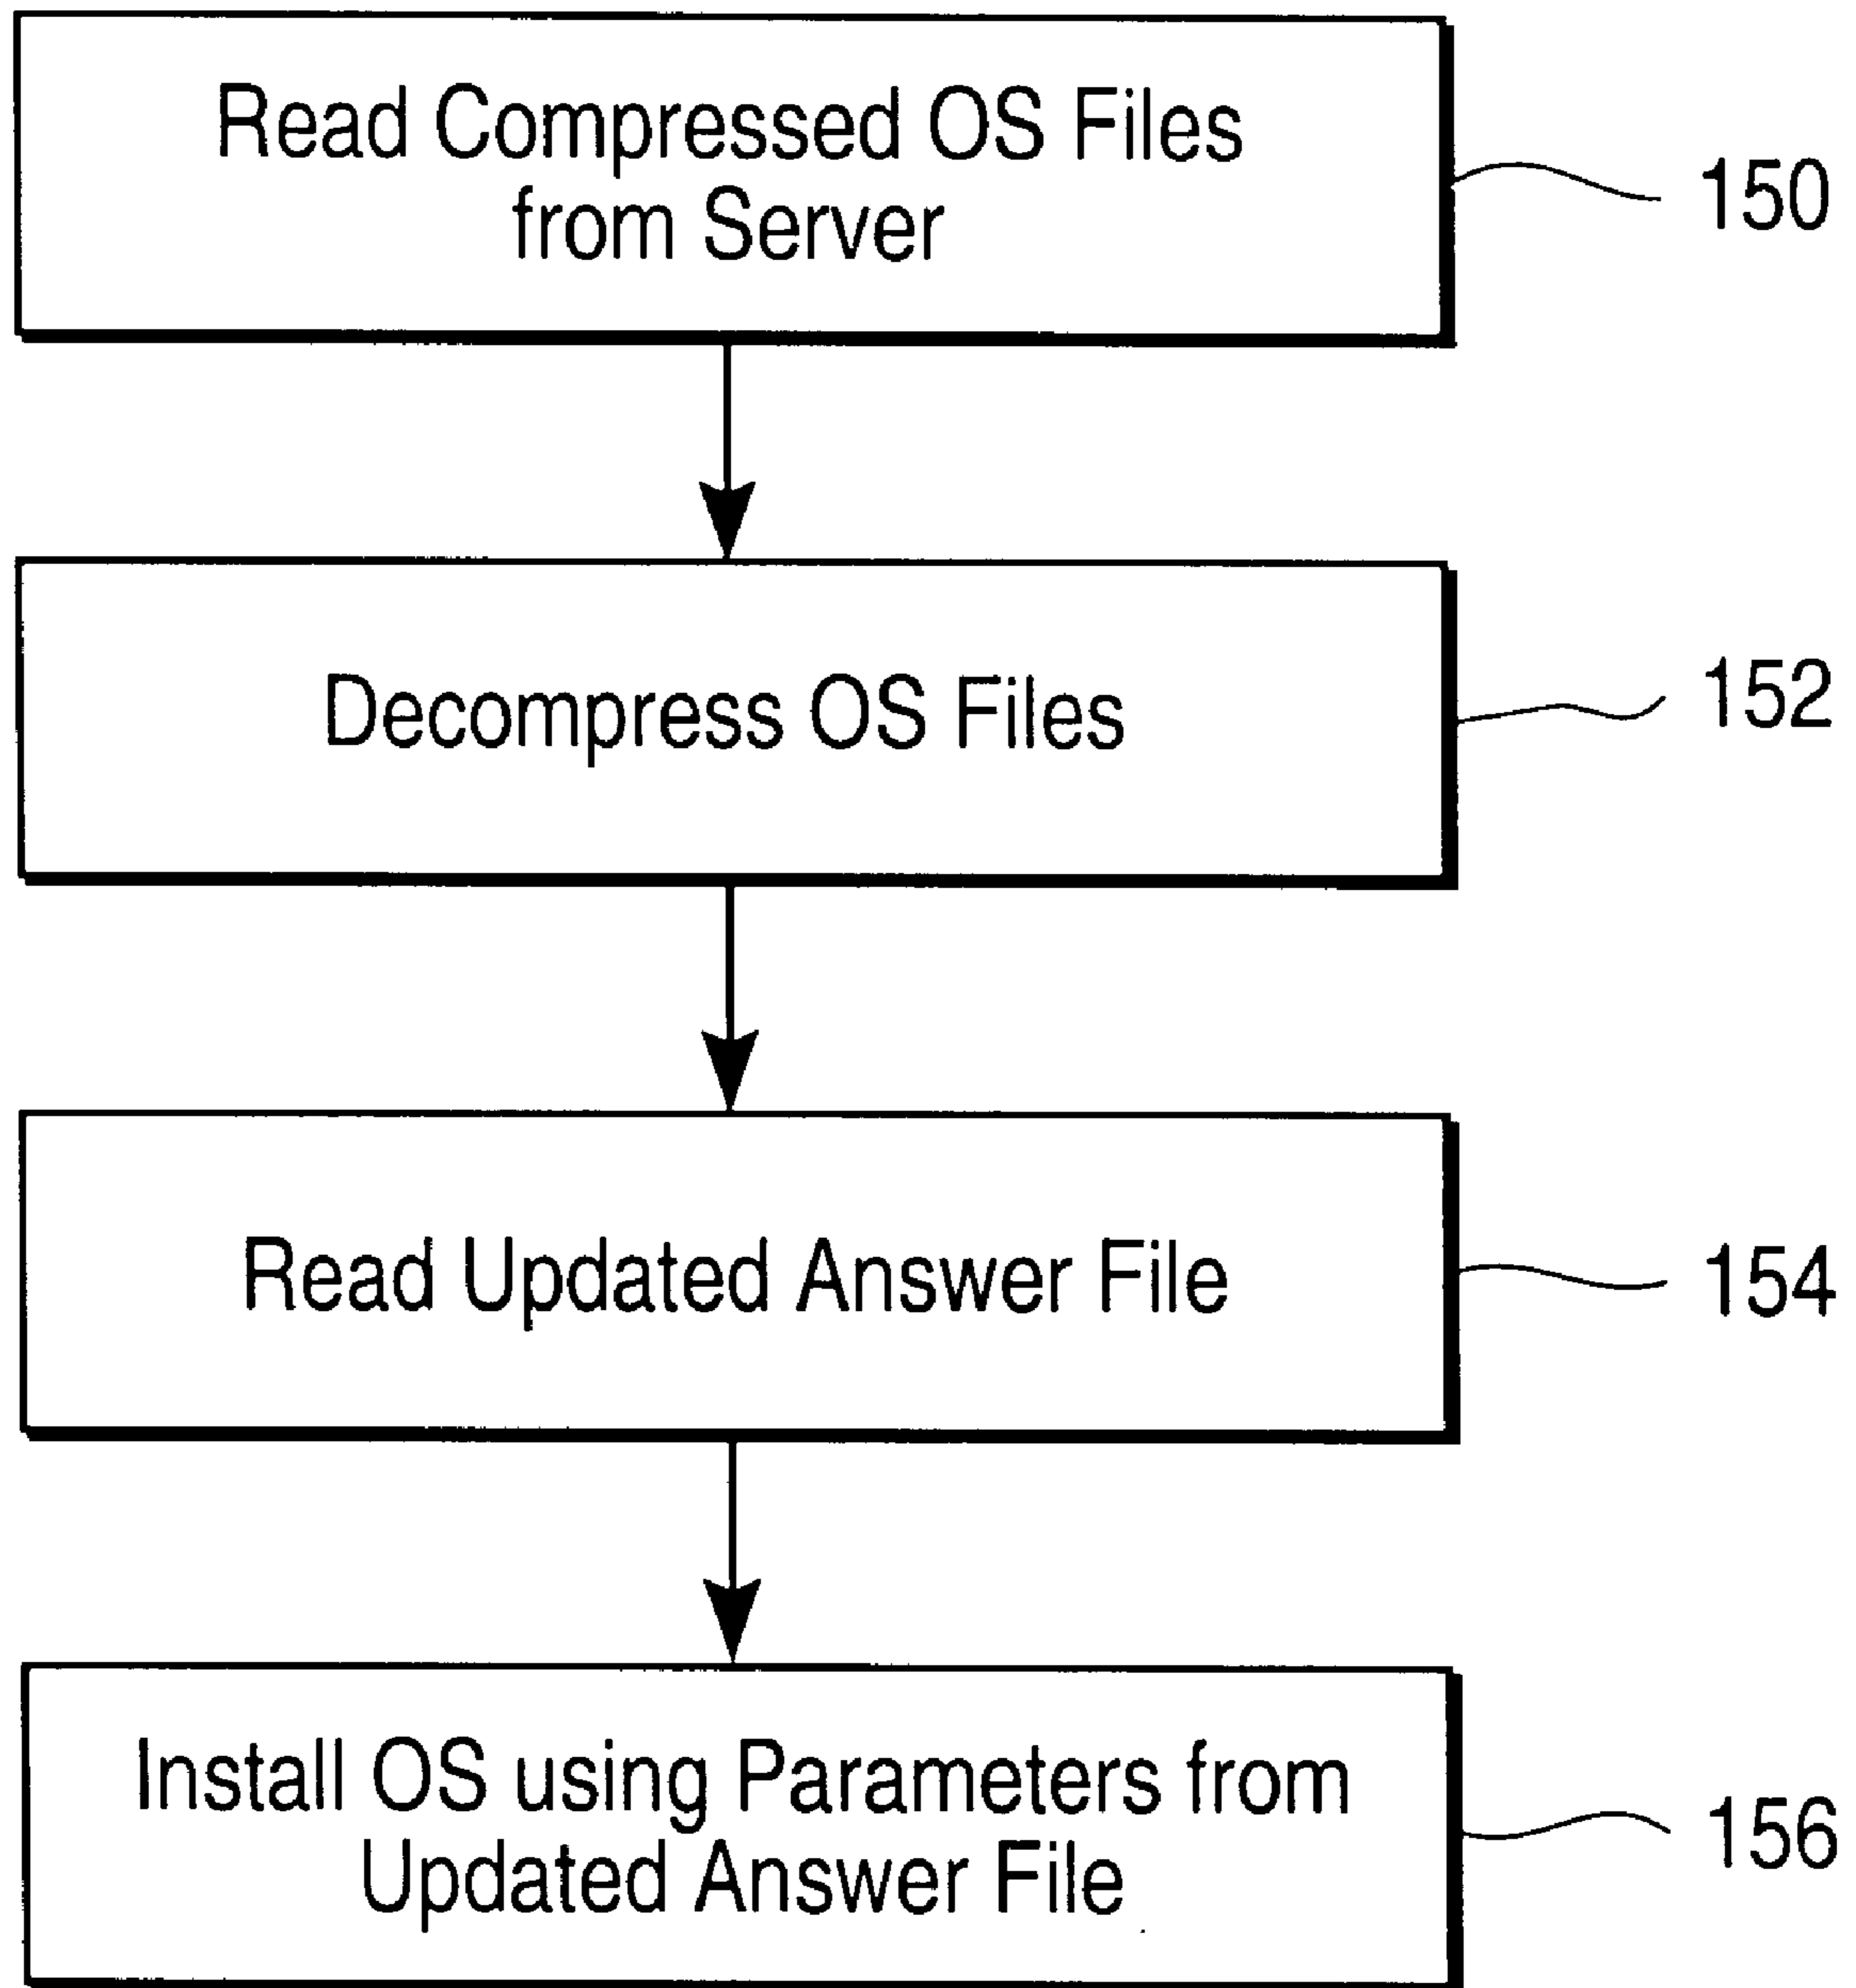 Read Compressed OS Files
from Server
150
Decompress OS Files
152
Read Updated Answer File
154
Install OS using Parameters from
Updated Answer File
156